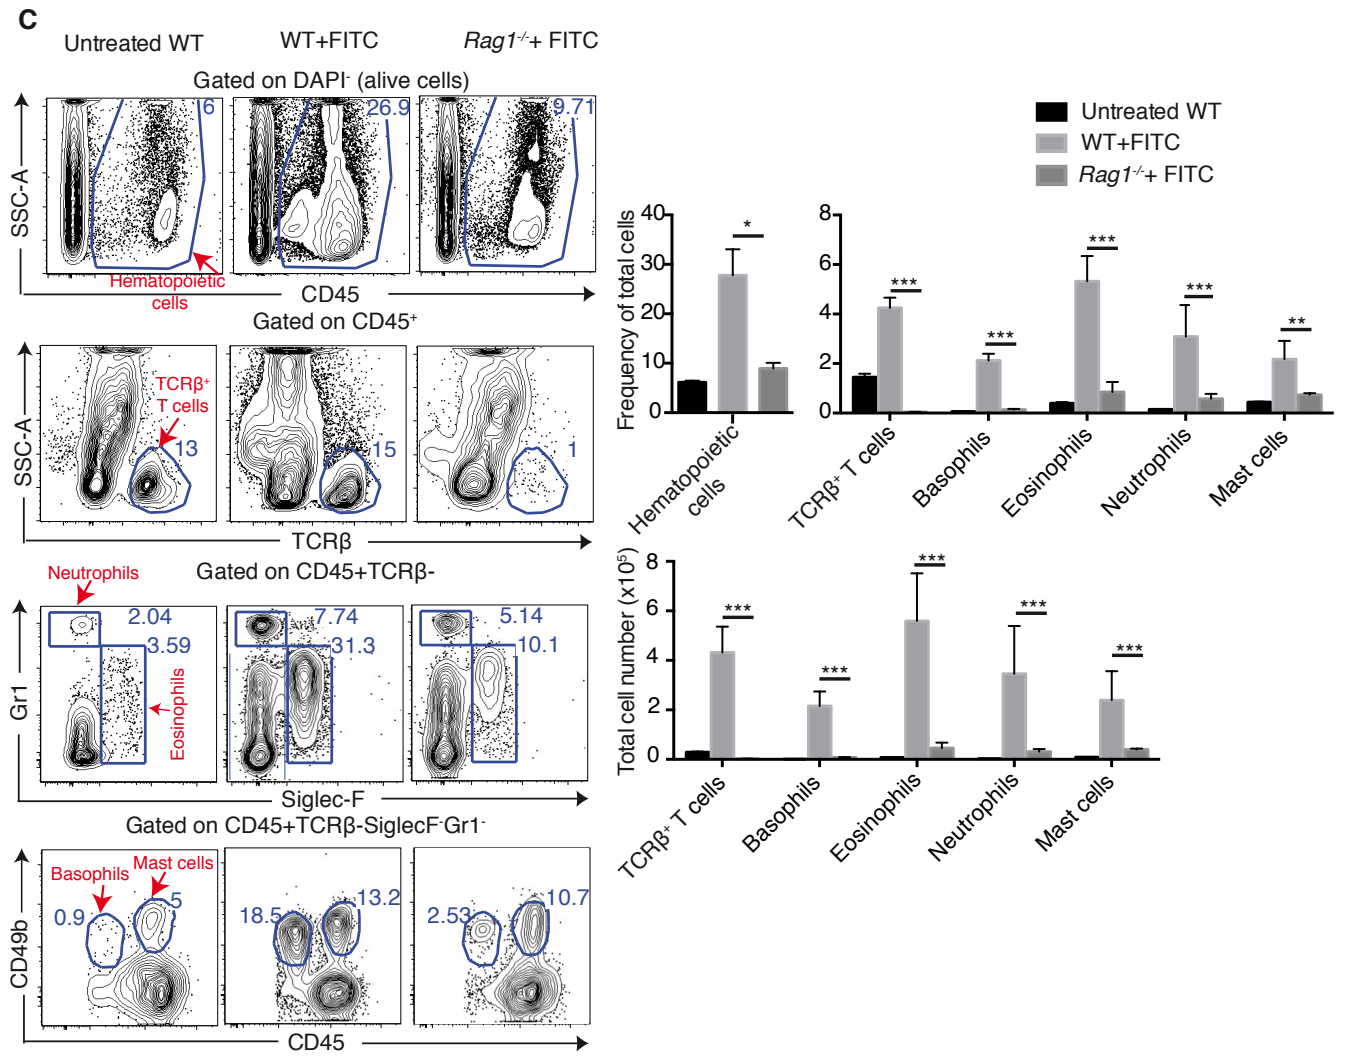 C
Untreated WT
WT+FITC
Rag1-/-+ FITC
Gated on DAPI- (alive cells)
6
26.9
9.71
SSC-A
Hematopoietic
cells
CD45
Gated on CD45+
TCRβ+
T cells
13
15
1
SSC-A
TCRβ
Gated on CD45+TCRβ-
Neutrophils
2.04
3.59
7.74
31.3
5.14
10.1
Eosinophils
Gr1
Siglec-F
Gated on CD45+TCRβ-SiglecF-Gr1-
Basophils
Mast cells
0.9
5
18.5
13.2
2.53
10.7
CD49b
CD45
Untreated WT
WT+FITC
Rag1-/-+ FITC
Frequency of total cells
40
30
20
10
0
*
Hematopoietic
cells
8
6
4
2
0
***
***
***
***
**
TCRβ+ T cells
Basophils
Eosinophils
Neutrophils
Mast cells
Total cell number (x10⁵)
8
6
4
2
0
***
***
***
***
***
TCRβ+ T cells
Basophils
Eosinophils
Neutrophils
Mast cells